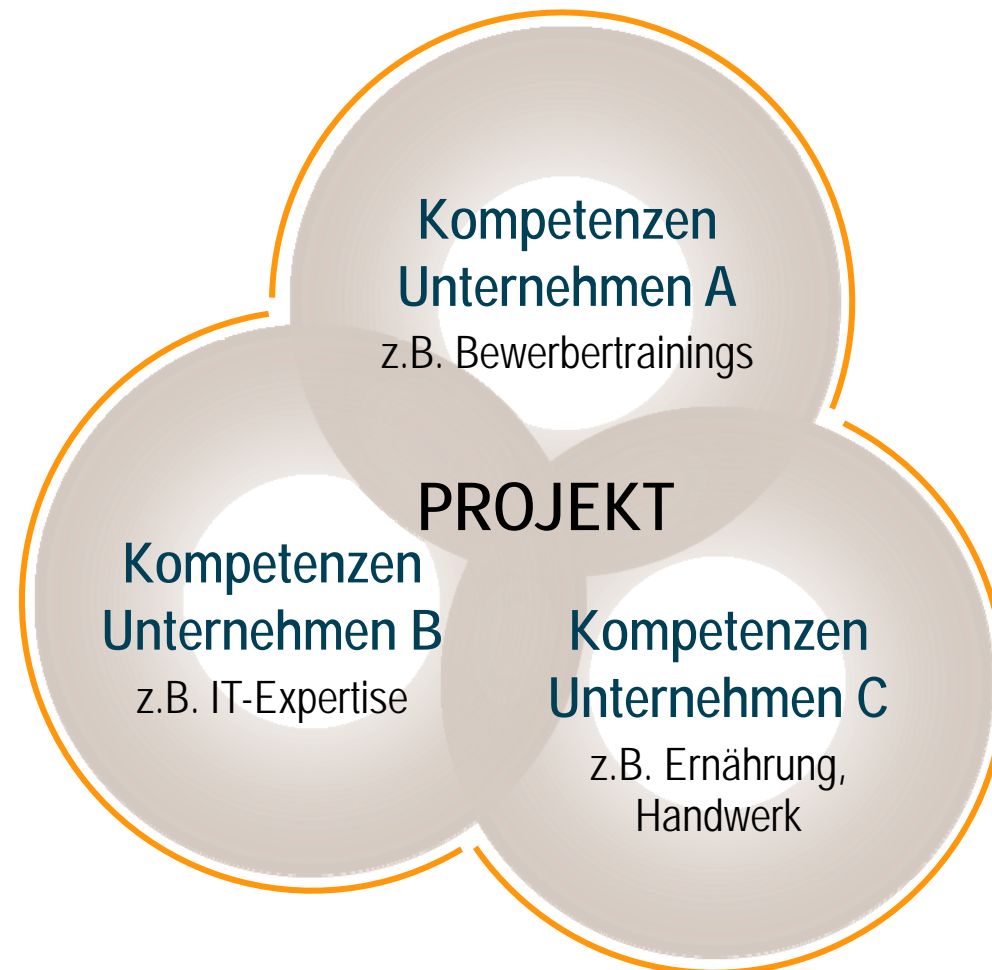 Kompetenzen
Unternehmen A
z.B. Bewerbertrainings
PROJEKT
Kompetenzen
Unternehmen B
z.B. IT-Expertise
Kompetenzen
Unternehmen C
z.B. Ernährung,
Handwerk